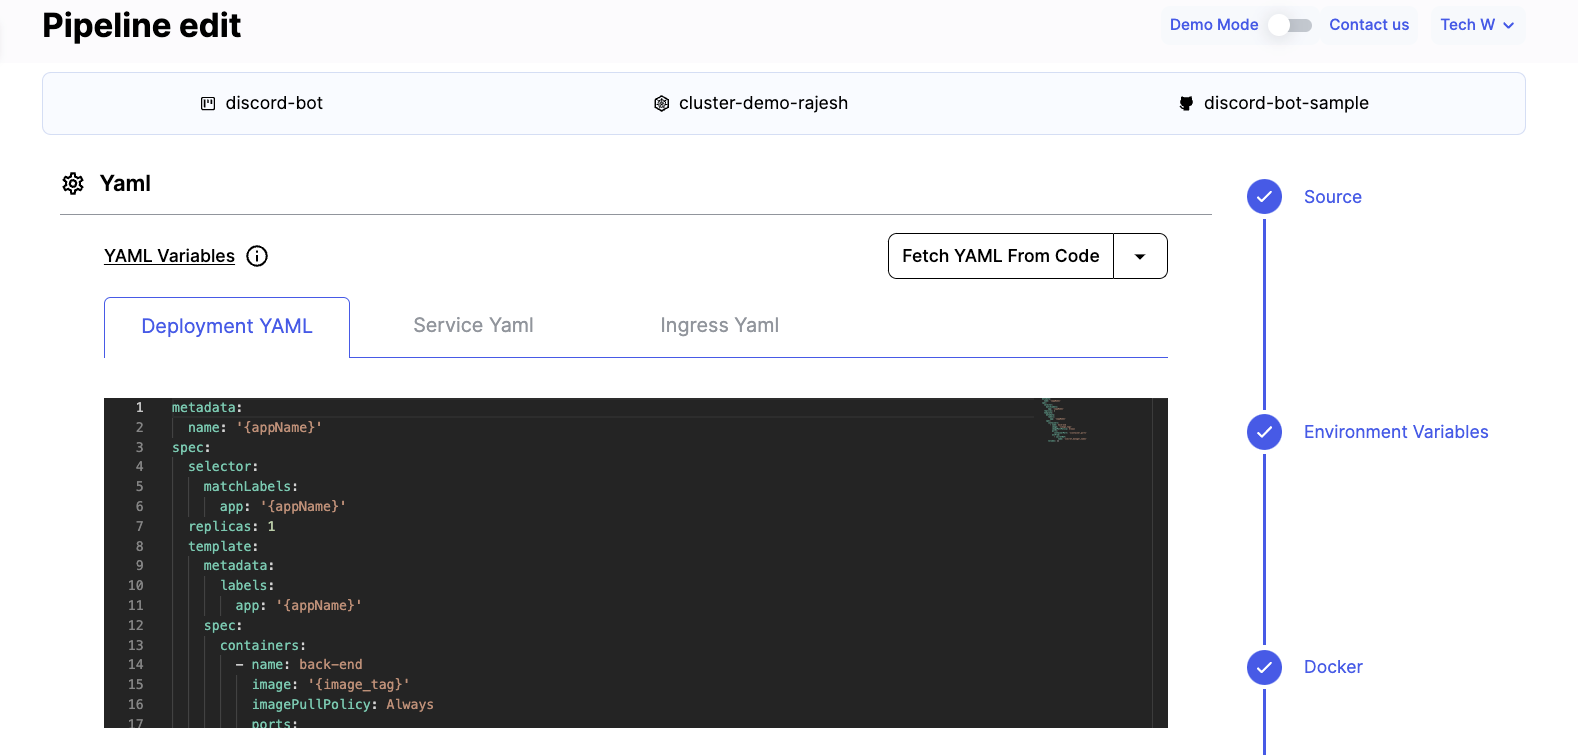 Pipeline edit
Demo Mode Contact us Tech W
discord-bot cluster-demo-rajesh discord-bot-sample
Yaml
Source
YAML Variables Fetch YAML From Code
Deployment YAML Service Yaml Ingress Yaml
1 metadata:
2 name: '{appName}'
3 spec:
Environment Variables
4 selector:
5 matchLabels:
6 app: '{appName}'
7 replicas: 1
8 template:
9 metadata:
10 labels:
11 app: '{appName}'
12 spec:
13 containers:
14 - name: back-end
Docker
15 image: '{image_tag}'
16 imagePullPolicy: Always
17 ports: